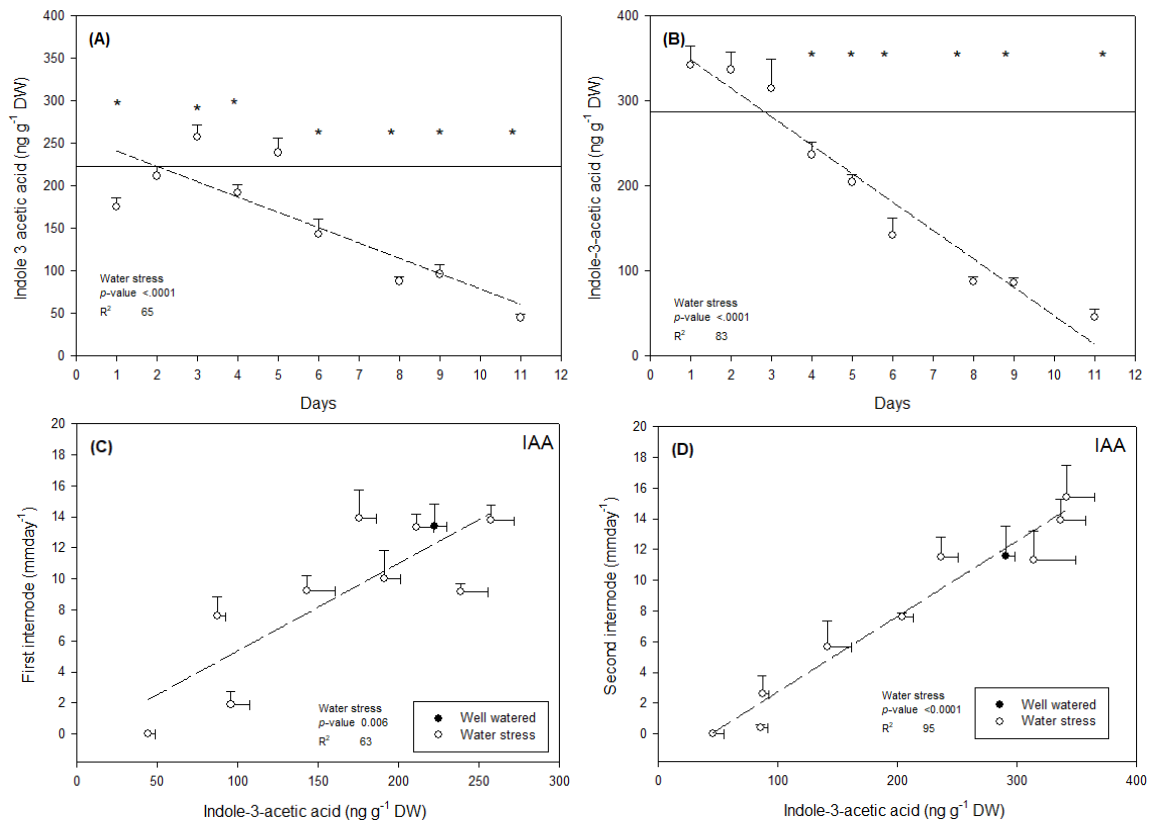 (A)
400
350
300
250
200
150
100
50
0
Indole 3 acetic acid (ng g-1 DW)
* * * * * * * *
Water stress
p-value <.0001
R2 65
0 1 2 3 4 5 6 7 8 9 10 11 12
Days
(B)
400
300
200
100
0
Indole-3-acetic acid (ng g-1 DW)
* * * * * *
Water stress
p-value <.0001
R2 83
0 1 2 3 4 5 6 7 8 9 10 11 12
Days
(C)
IAA
20
18
16
14
12
10
8
6
4
2
0
First internode (mmday-1)
Water stress
p-value 0.006
R2 63
Well watered
Water stress
0 50 100 150 200 250 300
Indole-3-acetic acid (ng g-1 DW)
(D)
IAA
20
18
16
14
12
10
8
6
4
2
0
Second internode (mmday-1)
Water stress
p-value <0.0001
R2 95
Well watered
Water stress
0 100 200 300 400
Indole-3-acetic acid (ng g-1 DW)